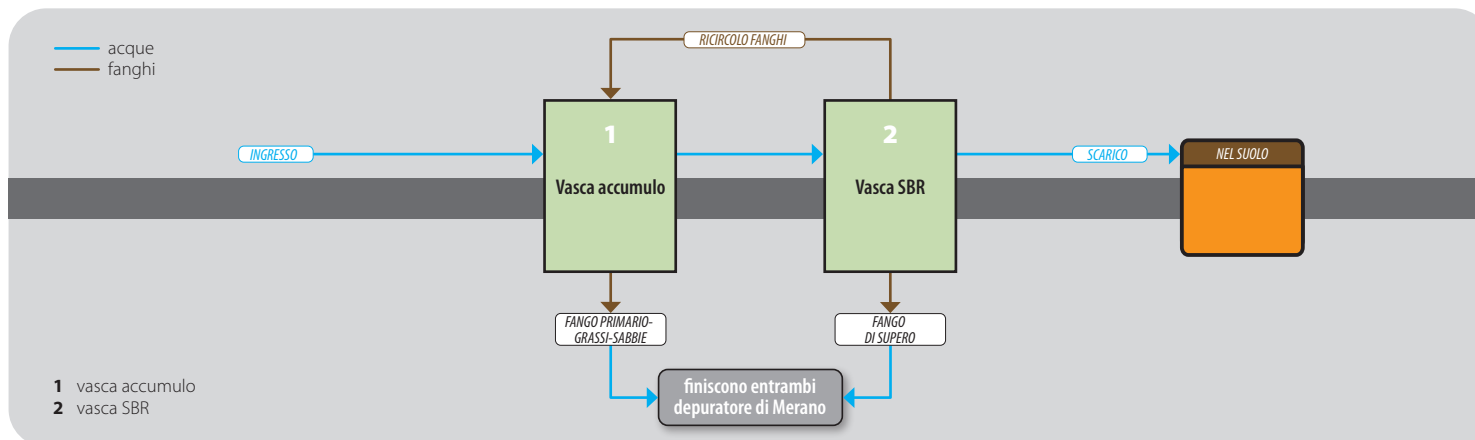 acque
fanghi
RICIRCOLO FANGHI
1
2
INGRESSO
SCARICO
NEL SUOLO
Vasca accumulo
Vasca SBR
FANGO PRIMARIO-
GRASSI-SABBIE
FANGO
DI SUPERO
finiscono entrambi
depuratore di Merano
1 vasca accumulo
2 vasca SBR